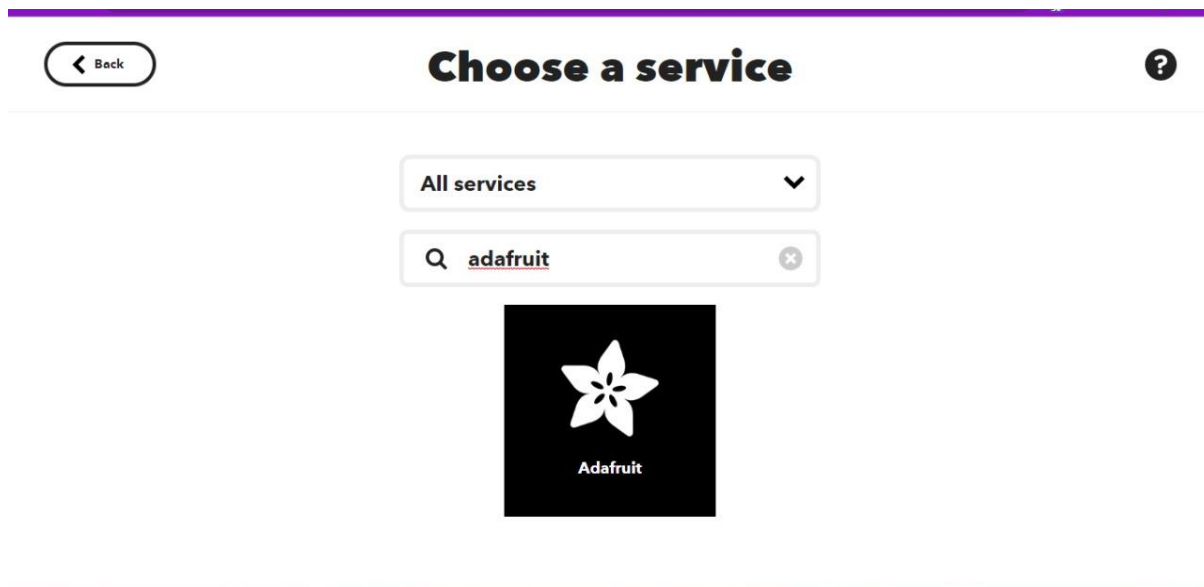 Back
Choose a service
?
All services
adafruit
Adafruit